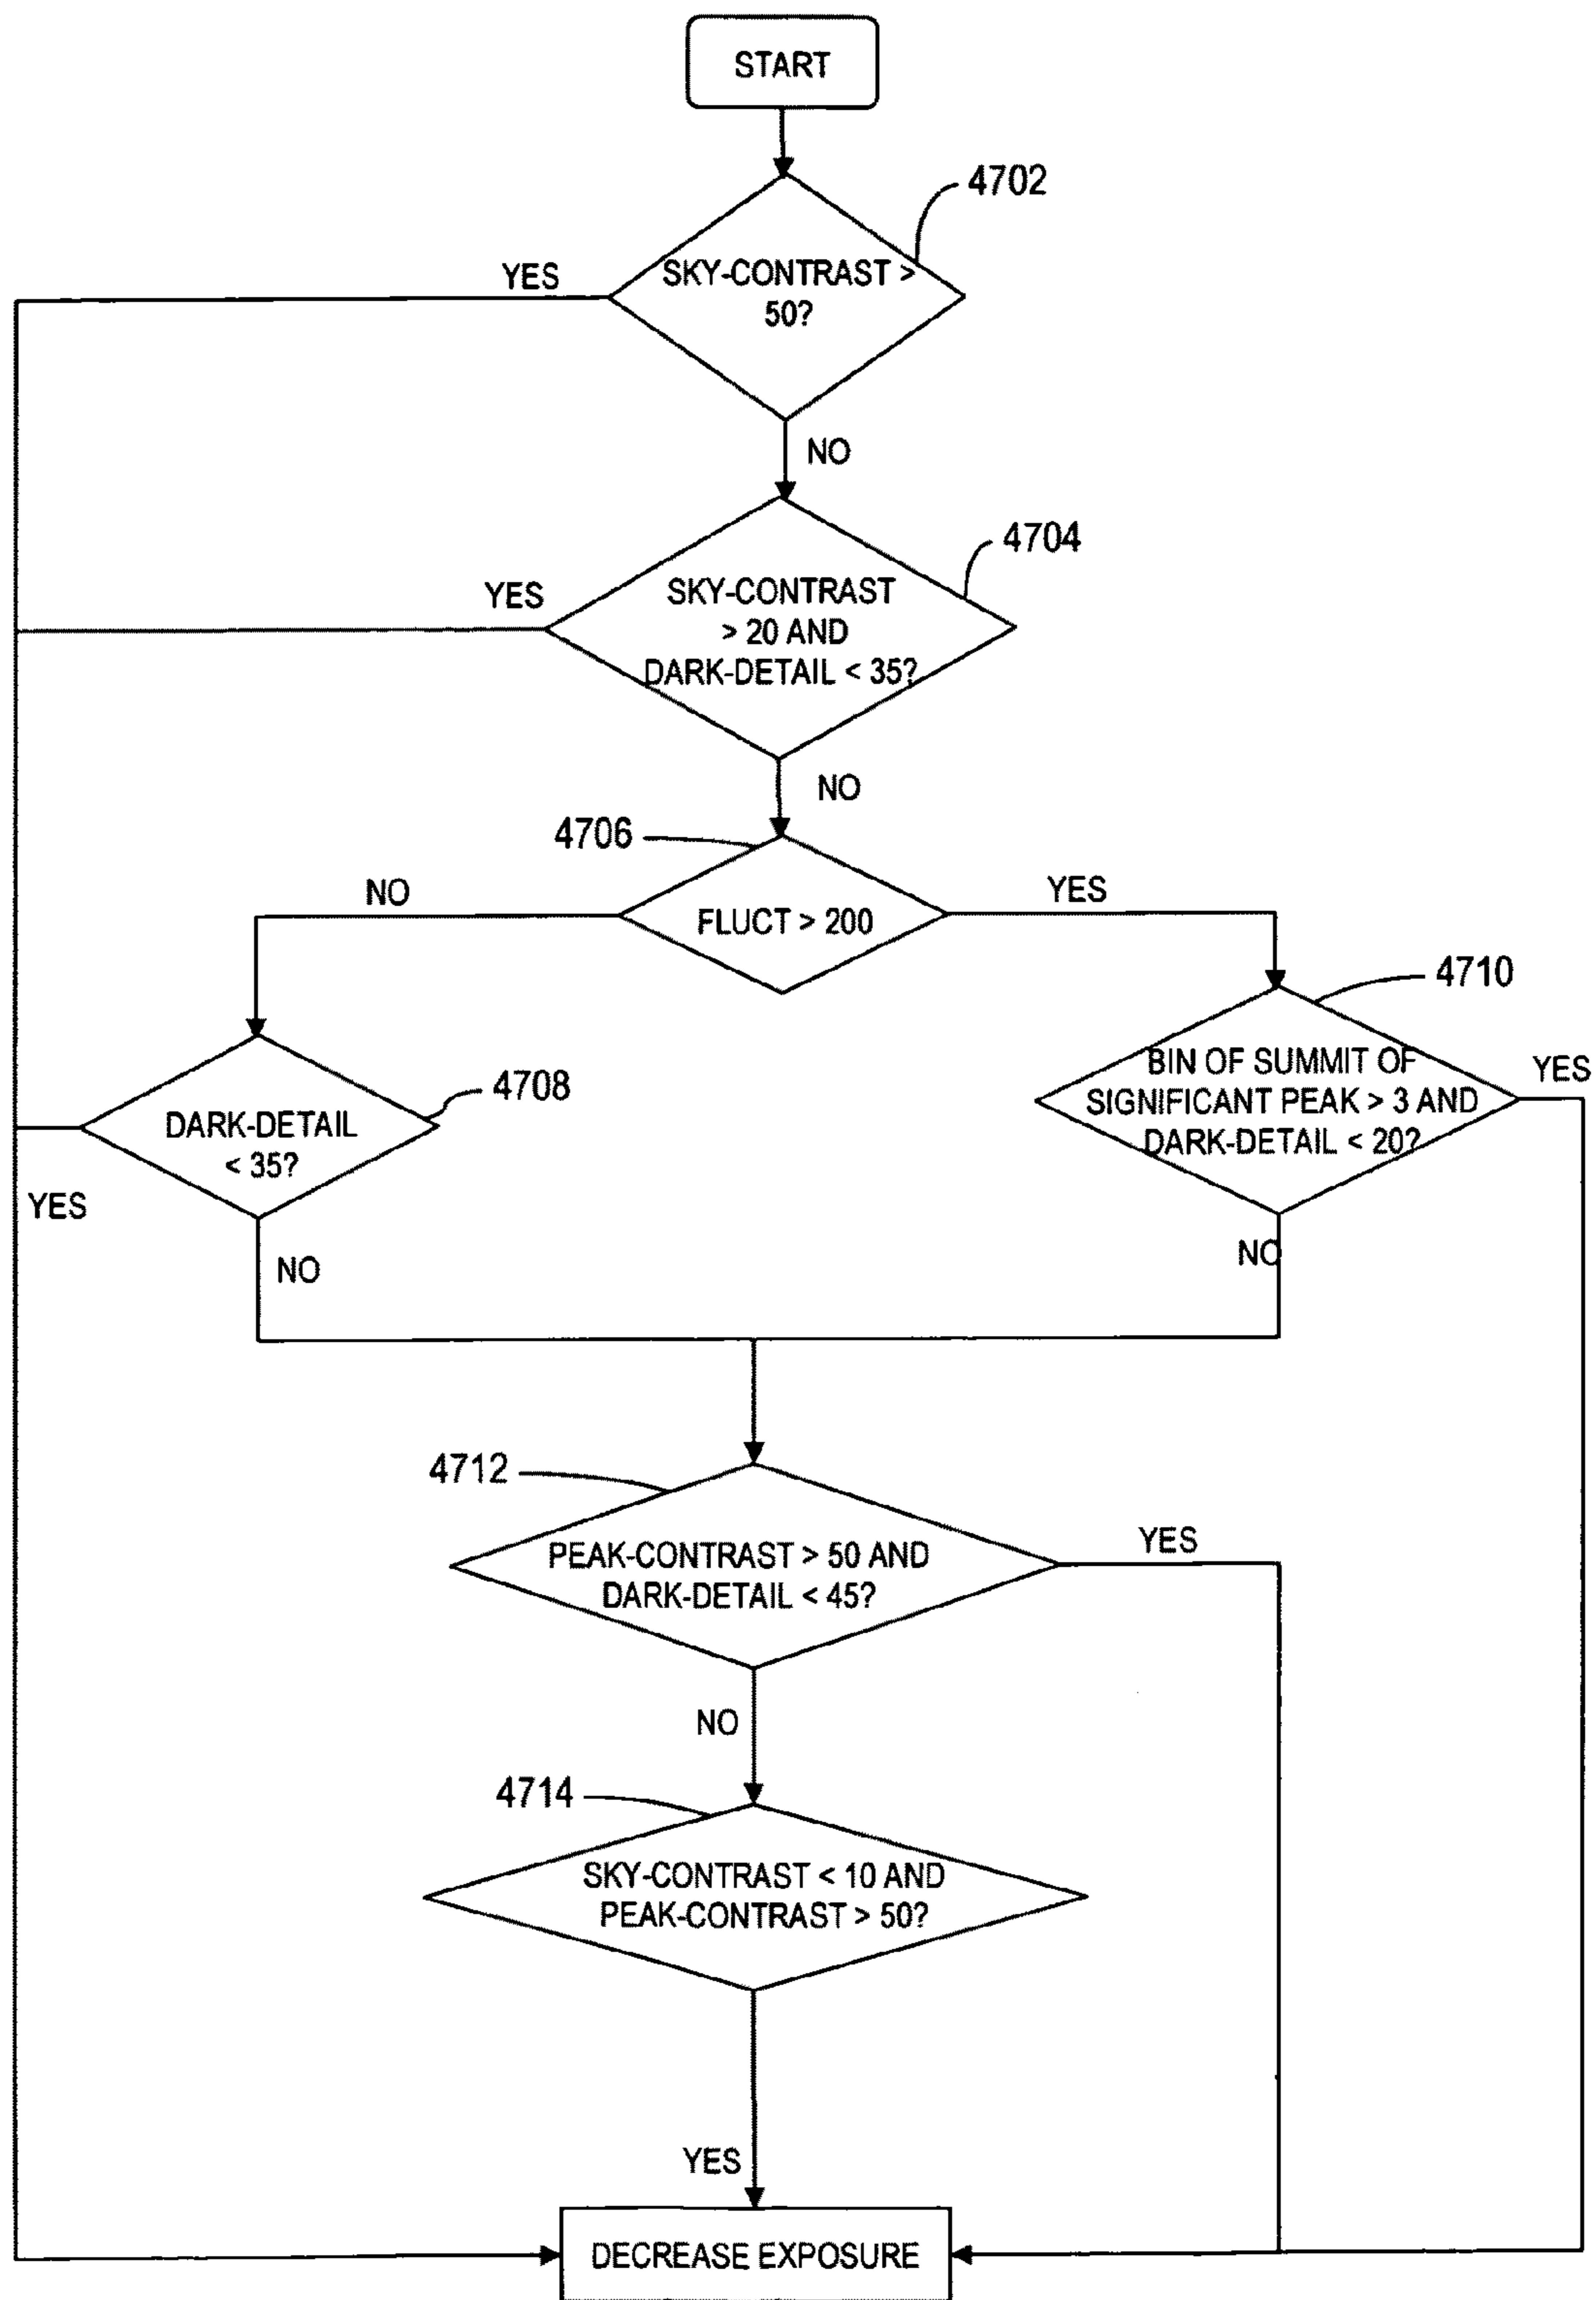 START
4702
YES
SKY-CONTRAST >
50?
NO
4704
YES
SKY-CONTRAST
> 20 AND
DARK-DETAIL < 35?
NO
4706
NO
FLUCT > 200
YES
4710
BIN OF SUMMIT OF
SIGNIFICANT PEAK > 3 AND
DARK-DETAIL < 20?
YES
4708
DARK-DETAIL
< 35?
YES
NO
NO
4712
PEAK-CONTRAST > 50 AND
DARK-DETAIL < 45?
YES
NO
4714
SKY-CONTRAST < 10 AND
PEAK-CONTRAST > 50?
YES
DECREASE EXPOSURE